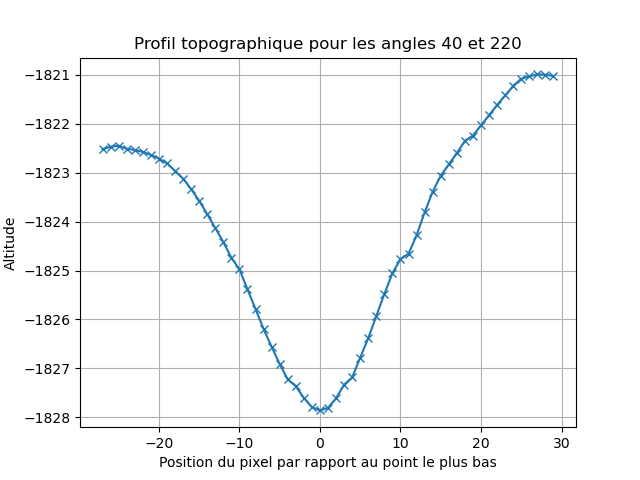 Profil topographique pour les angles 40 et 220
Altitude
−1821
−1822
−1823
−1824
−1825
−1826
−1827
−1828
−20 −10 0 10 20 30
Position du pixel par rapport au point le plus bas